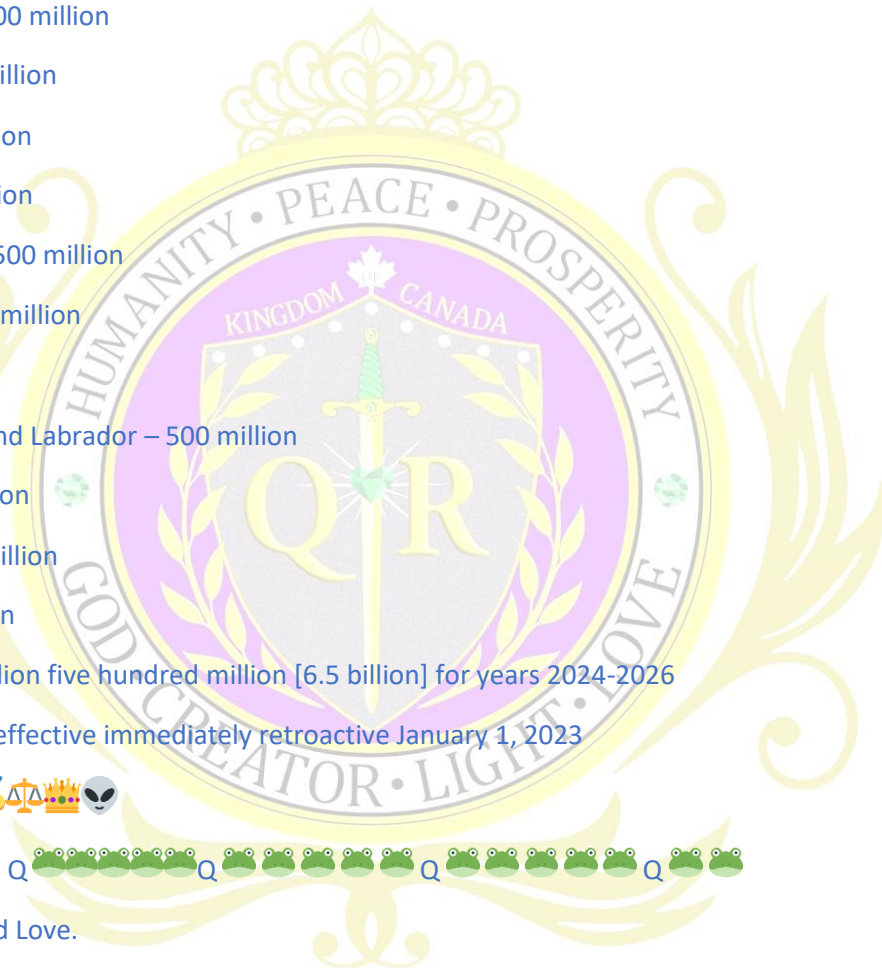 00 million
illion
on
ion
500 million
million
nd Labrador – 500 million
on
illion
n
lion five hundred million [6.5 billion] for years 2024-2026
effective immediately retroactive January 1, 2023
Q Q Q Q
d Love.
HUMANITY • PEACE • PROSPERITY
KINGDOM CANADA
Q R
GOD • CREATOR • LIGHT • LOVE